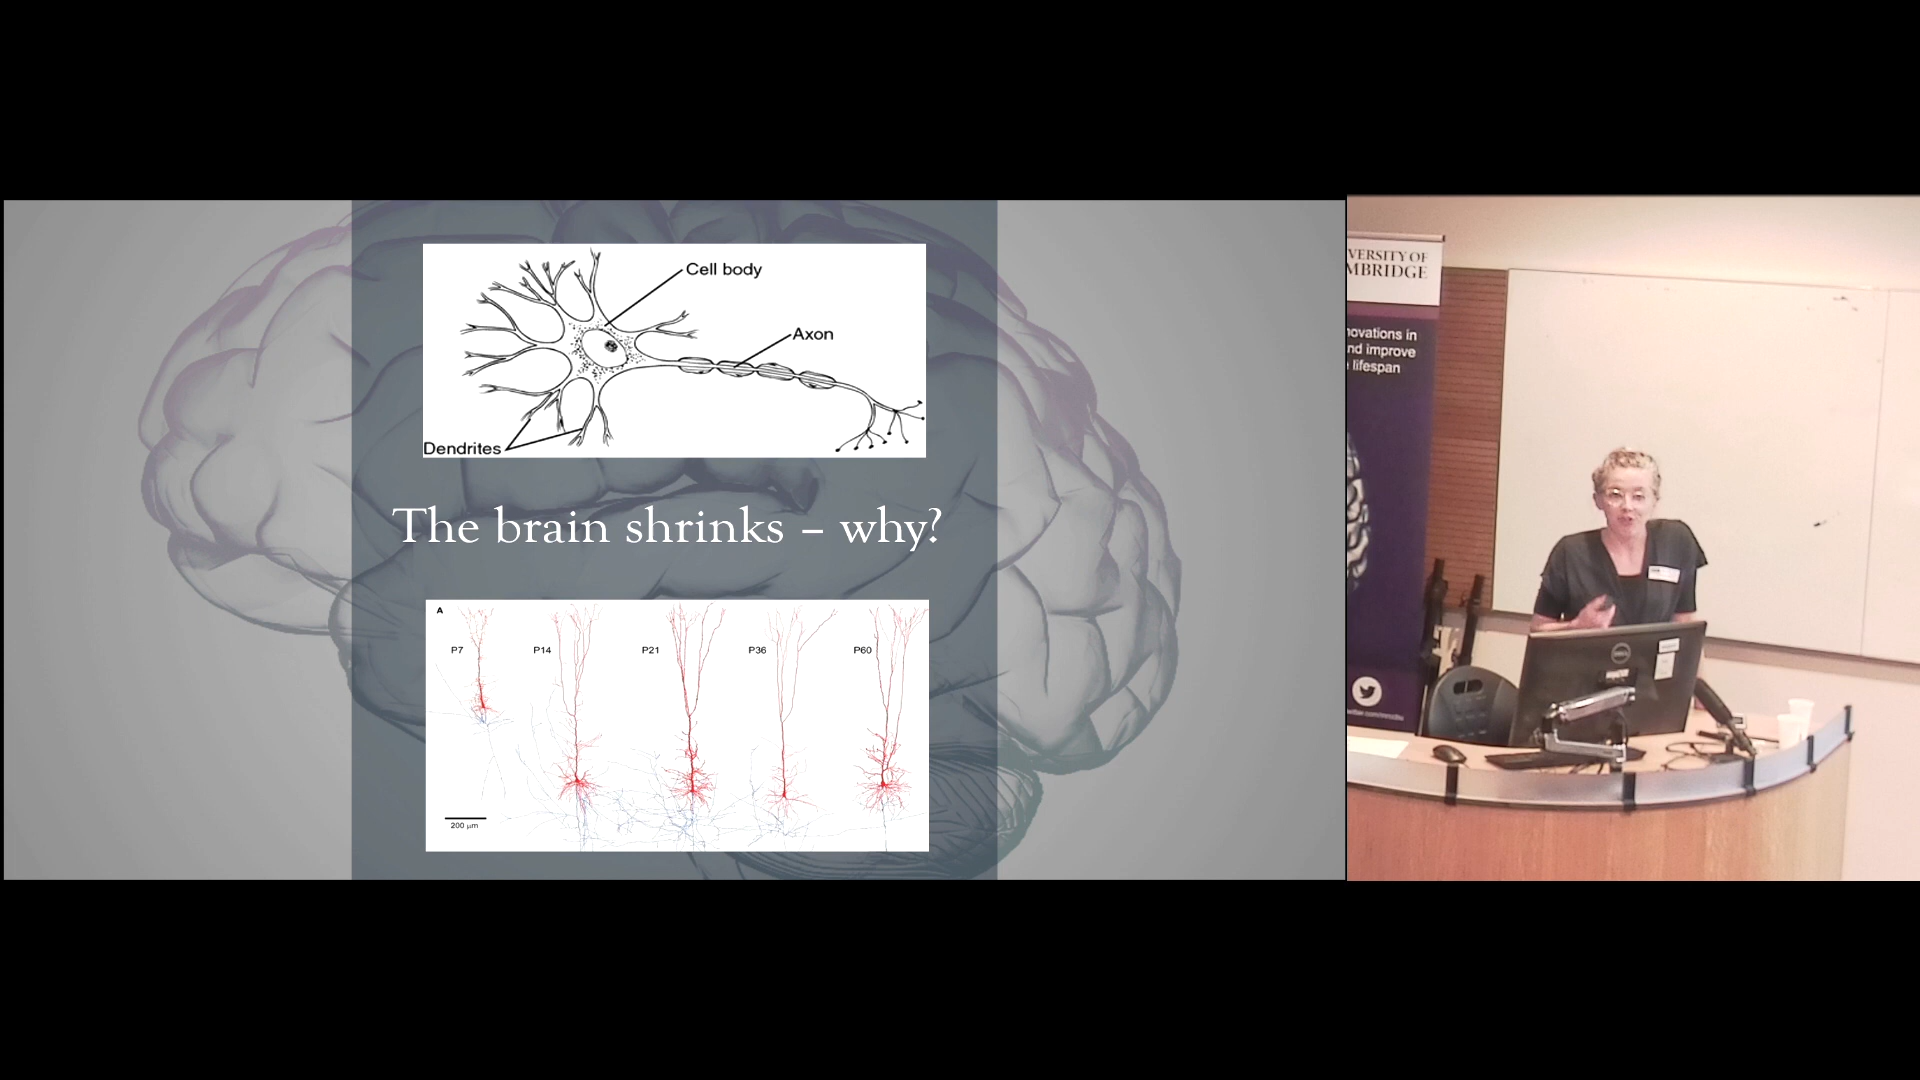 Cell body
Axon
Dendrites
The brain shrinks – why?
A
P7 P14 P21 P36 P60
200 μm
VERSITY OF
MBRIDGE
novations in
nd improve
lifespan
DELL